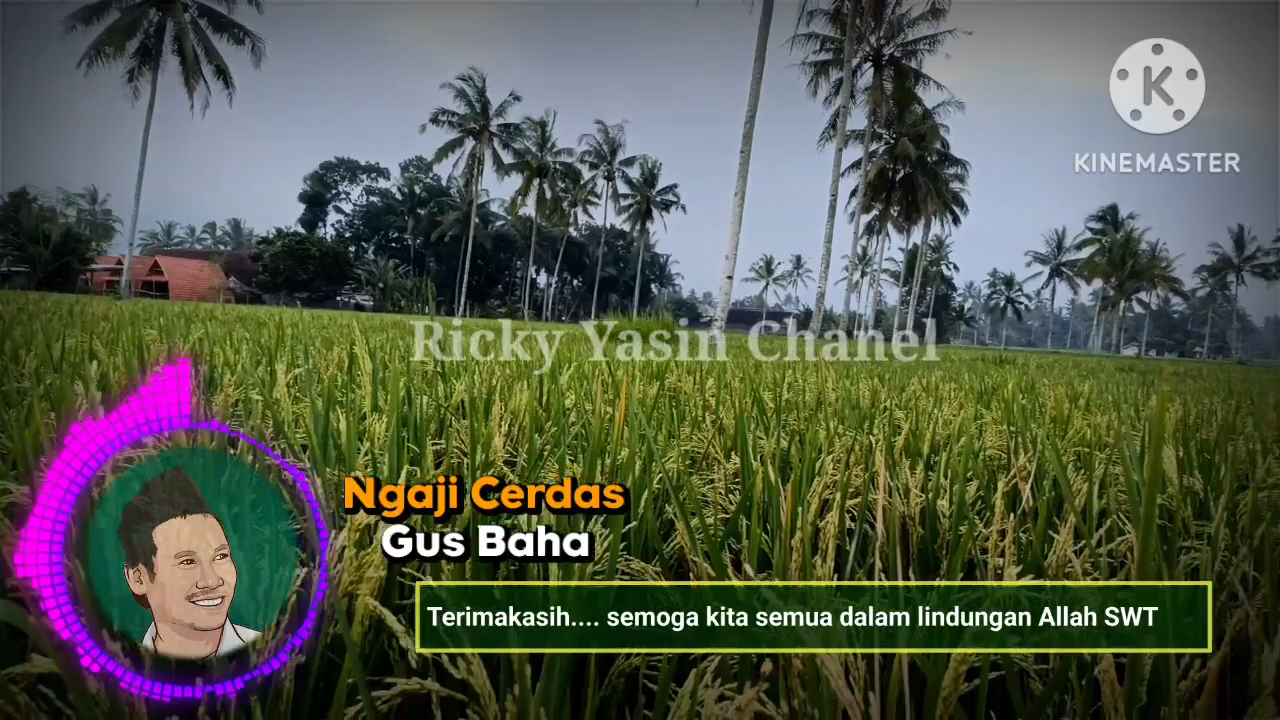 KINEMASTER
Ricky Yasin Chanel
Ngaji Cerdas
Gus Baha
Terimakasih.... semoga kita semua dalam lindungan Allah SWT